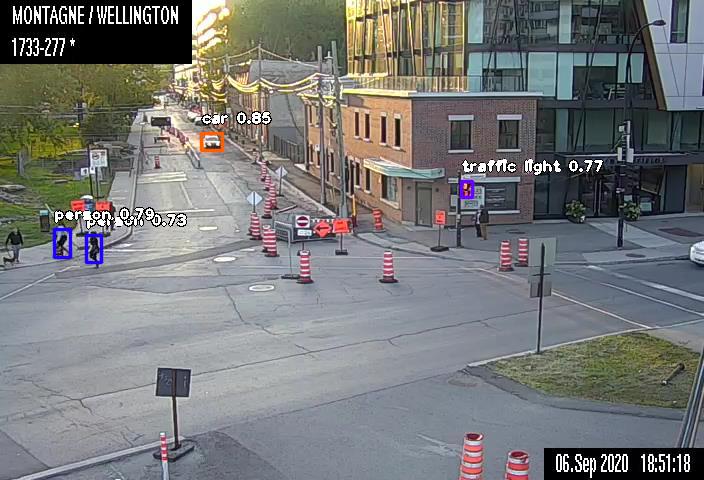 MONTAGNE / WELLINGTON
1733-277 *
car 0.85
traffic light 0.77
person 0.79
person 0.73
06.Sep 2020 18:51:18